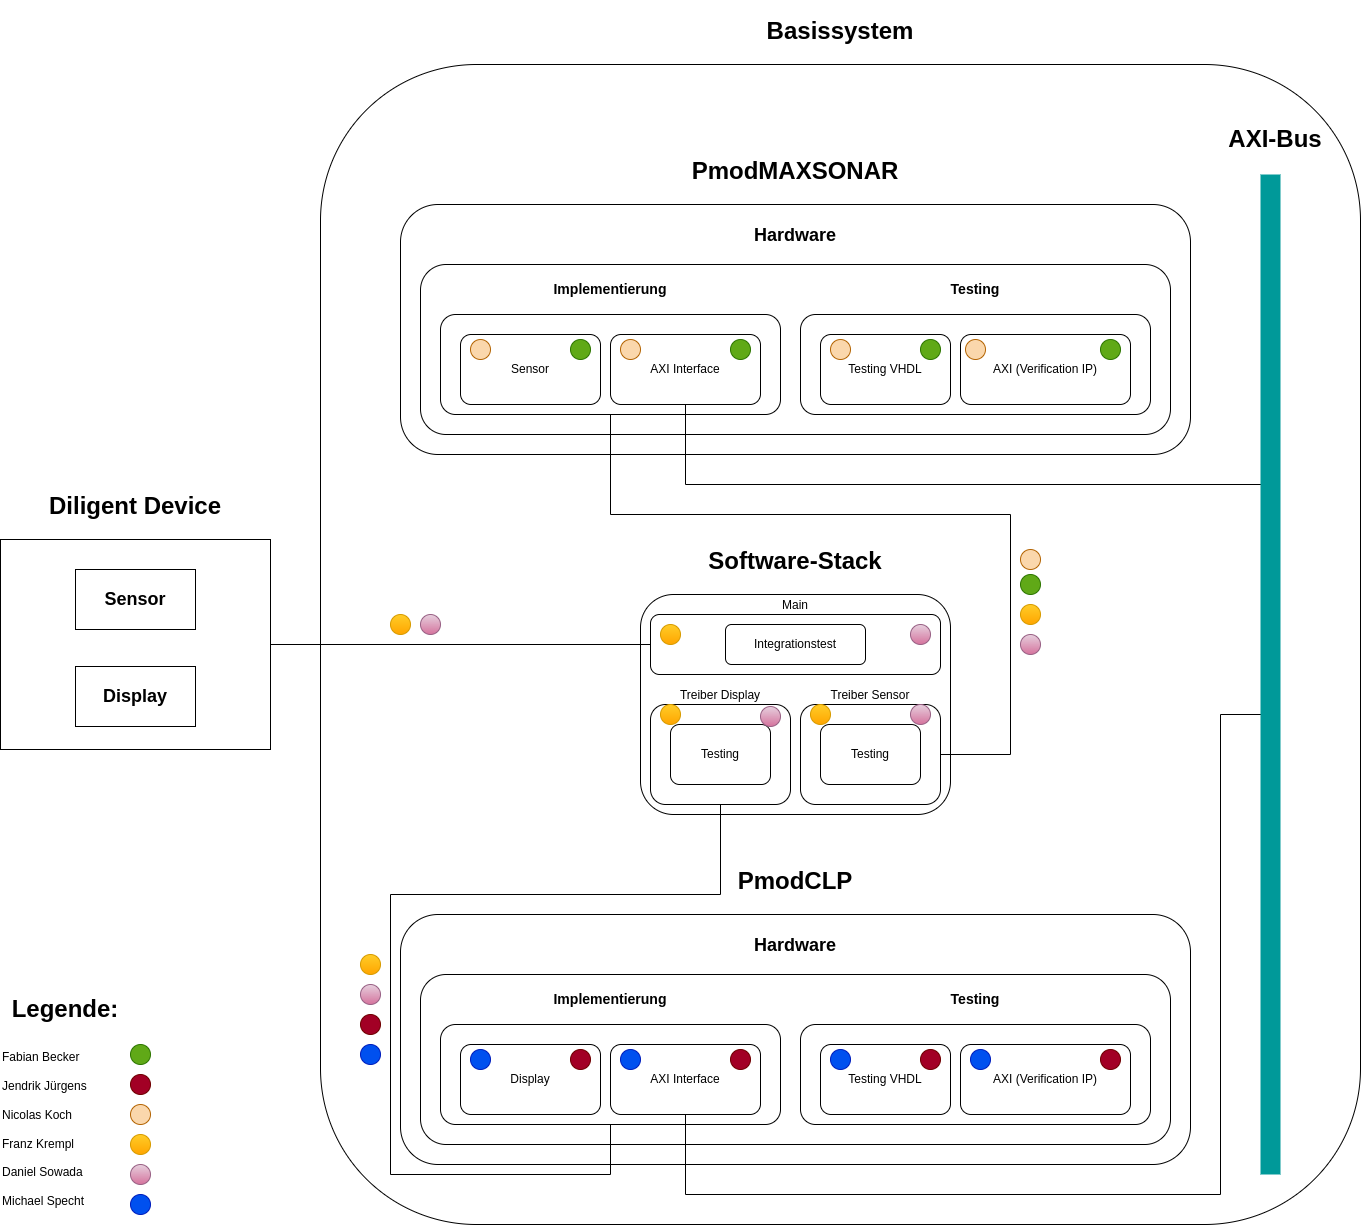 Basissystem
AXI-Bus
PmodMAXSONAR
Hardware
Implementierung
Testing
Sensor
AXI Interface
Testing VHDL
AXI (Verification IP)
Diligent Device
Sensor
Display
Software-Stack
Main
Integrationstest
Treiber Display
Treiber Sensor
Testing
Testing
PmodCLP
Hardware
Implementierung
Testing
Display
AXI Interface
Testing VHDL
AXI (Verification IP)
Legende:
Fabian Becker
Jendrik Jürgens
Nicolas Koch
Franz Krempl
Daniel Sowada
Michael Specht